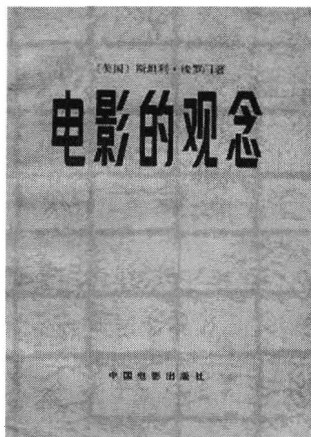 〔美国〕斯坦利·梭罗门著
电影的观念
中国电影出版社